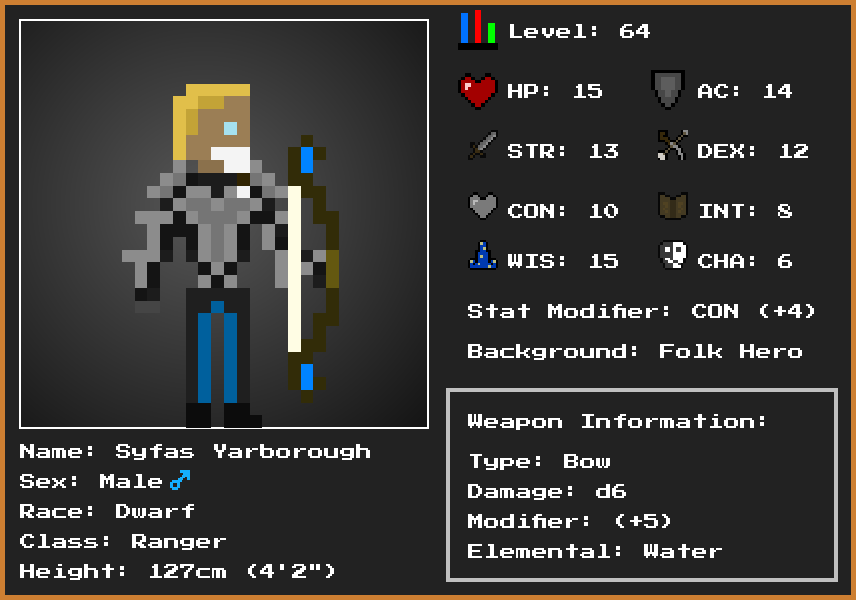 Level: 64
HP: 15 AC: 14
STR: 13 DEX: 12
CON: 10 INT: 8
WIS: 15 CHA: 6
Stat Modifier: CON (+4)
Background: Folk Hero
Weapon Information:
Type: Bow
Damage: d6
Modifier: (+5)
Elemental: Water
Name: Syfas Yarborough
Sex: Male ♂
Race: Dwarf
Class: Ranger
Height: 127cm (4'2")